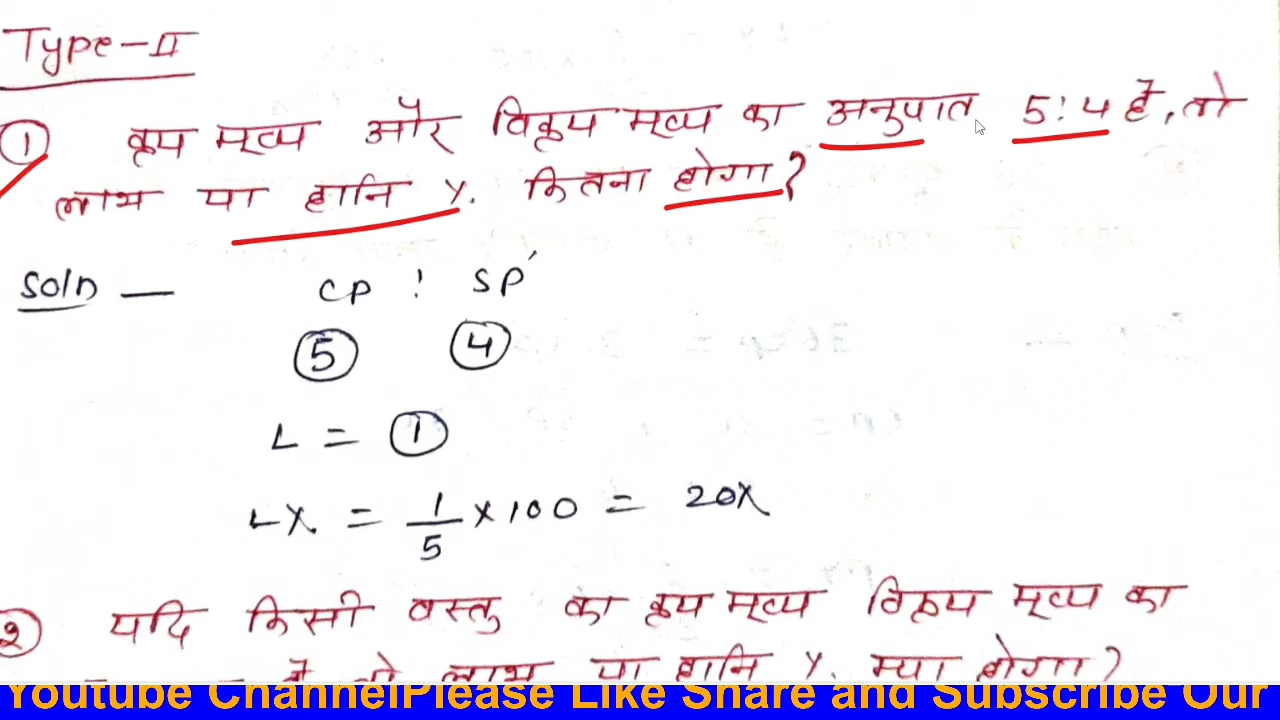 Type-II
① क्रय मूल्य और विक्रय मूल्य का अनुपात 5:4 है, तो
लाभ या हानि %. कितना होगा?
Soln — CP : SP
⑤ ④
L = ①
L%. = 1/5 × 100 = 20%
② यदि किसी वस्तु का क्रय मूल्य विक्रय मूल्य का
है तो लाभ या हानि %. क्या होगा?
Youtube ChannelPlease Like Share and Subscribe Our